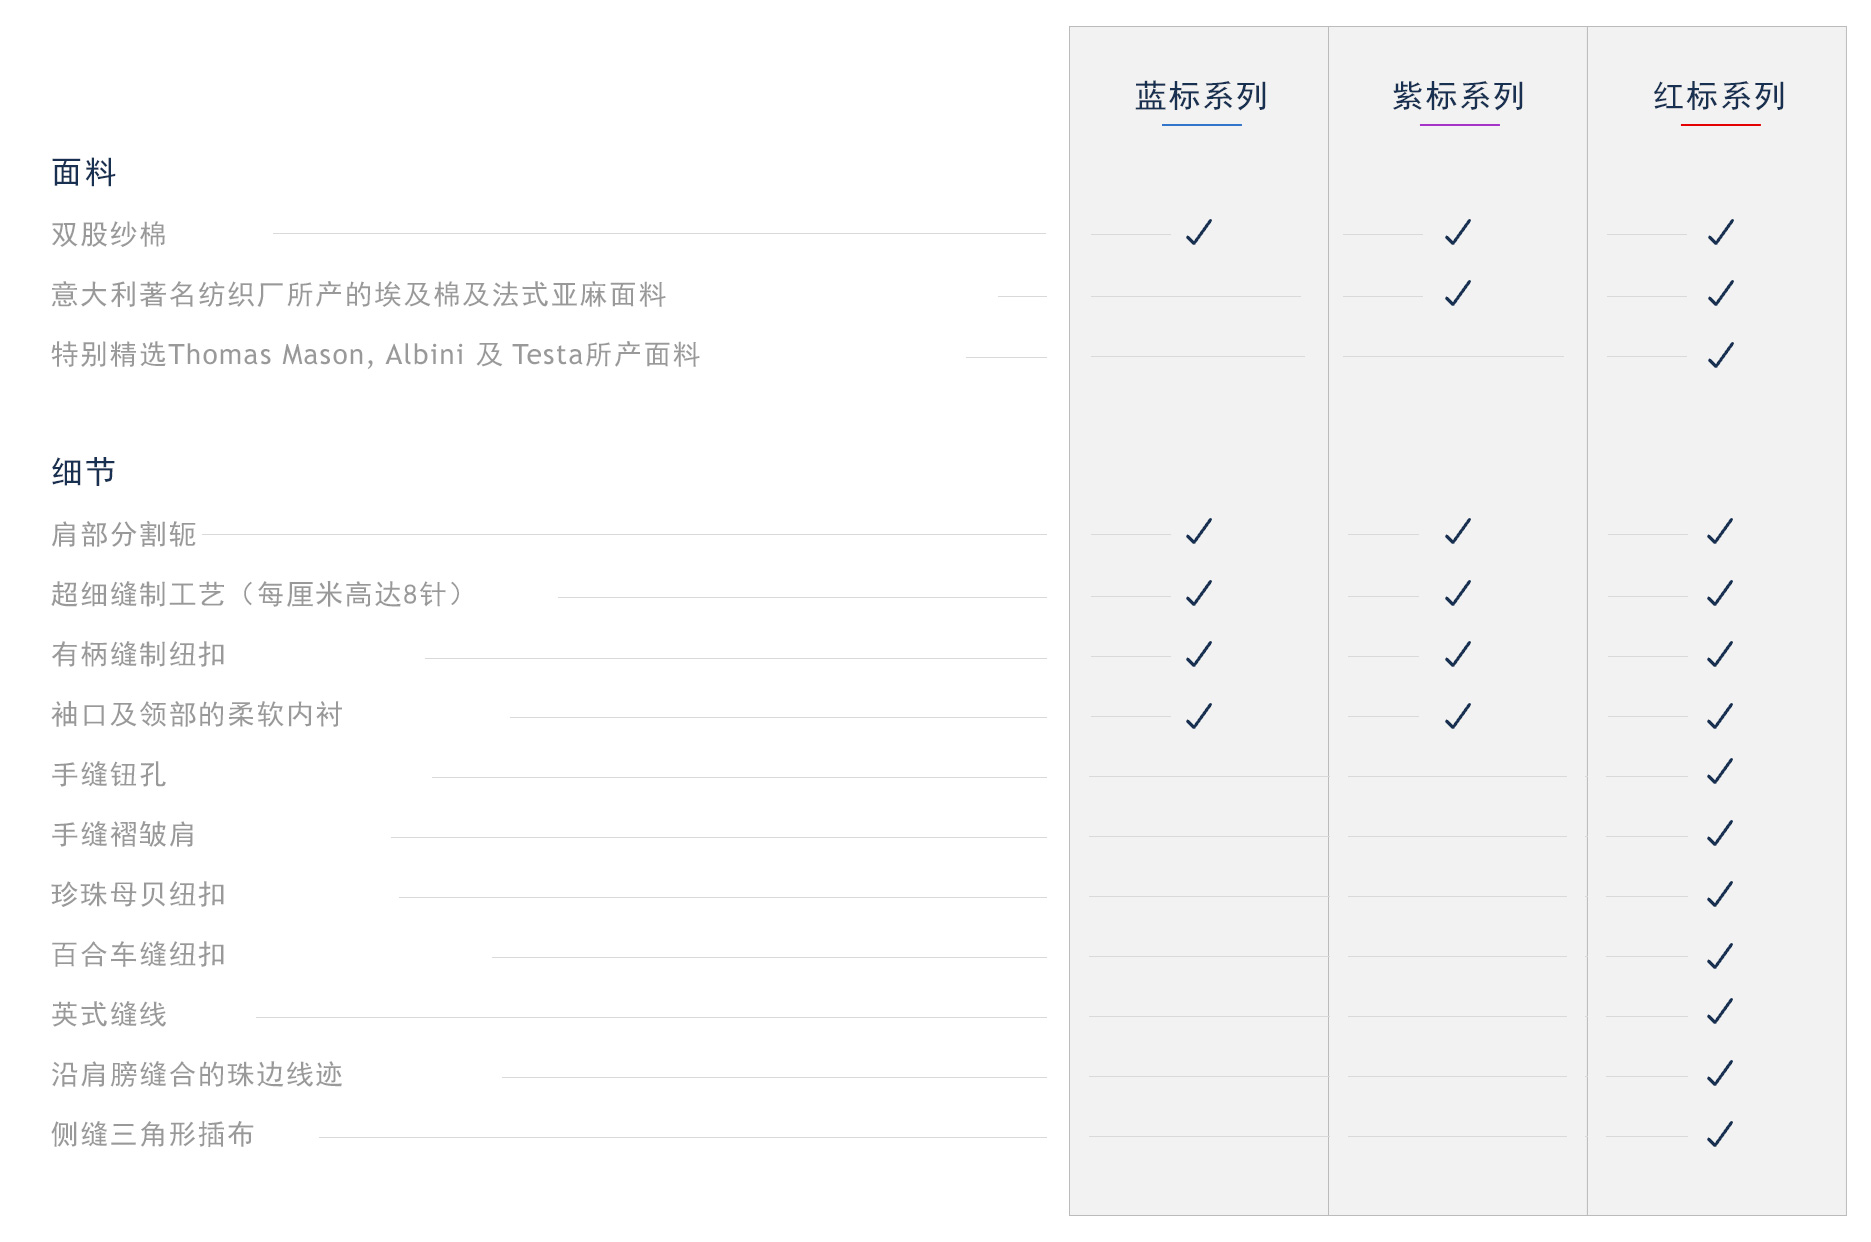 蓝标系列 紫标系列 红标系列
面料
双股纱棉
意大利著名纺织厂所产的埃及棉及法式亚麻面料
特别精选Thomas Mason, Albini 及 Testa所产面料
细节
肩部分割轭
超细缝制工艺（每厘米高达8针）
有柄缝制纽扣
袖口及领部的柔软内衬
手缝钮孔
手缝褶皱肩
珍珠母贝纽扣
百合车缝纽扣
英式缝线
沿肩膀缝合的珠边线迹
侧缝三角形插布